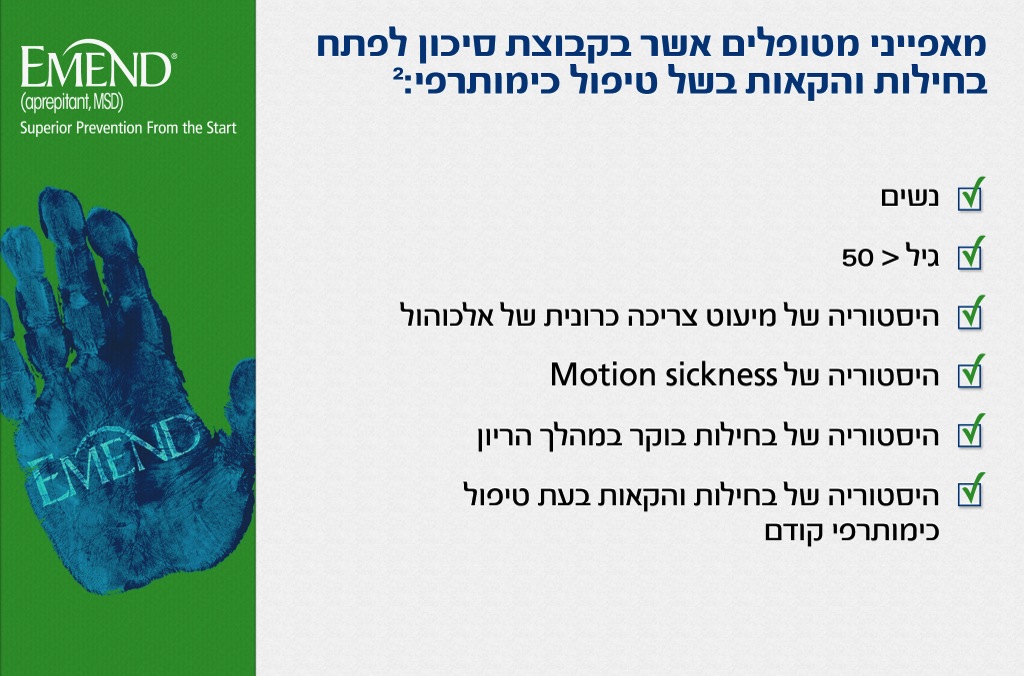 EMEND®
(aprepitant, MSD)
Superior Prevention From the Start
EMEND
מאפייני מטופלים אשר בקבוצת סיכון לפתח
בחילות והקאות בשל טיפול כימותרפי:²
נשים
גיל < 50
היסטוריה של מיעוט צריכה כרונית של אלכוהול
היסטוריה של Motion sickness
היסטוריה של בחילות בוקר במהלך הריון
היסטוריה של בחילות והקאות בעת טיפול
כימותרפי קודם